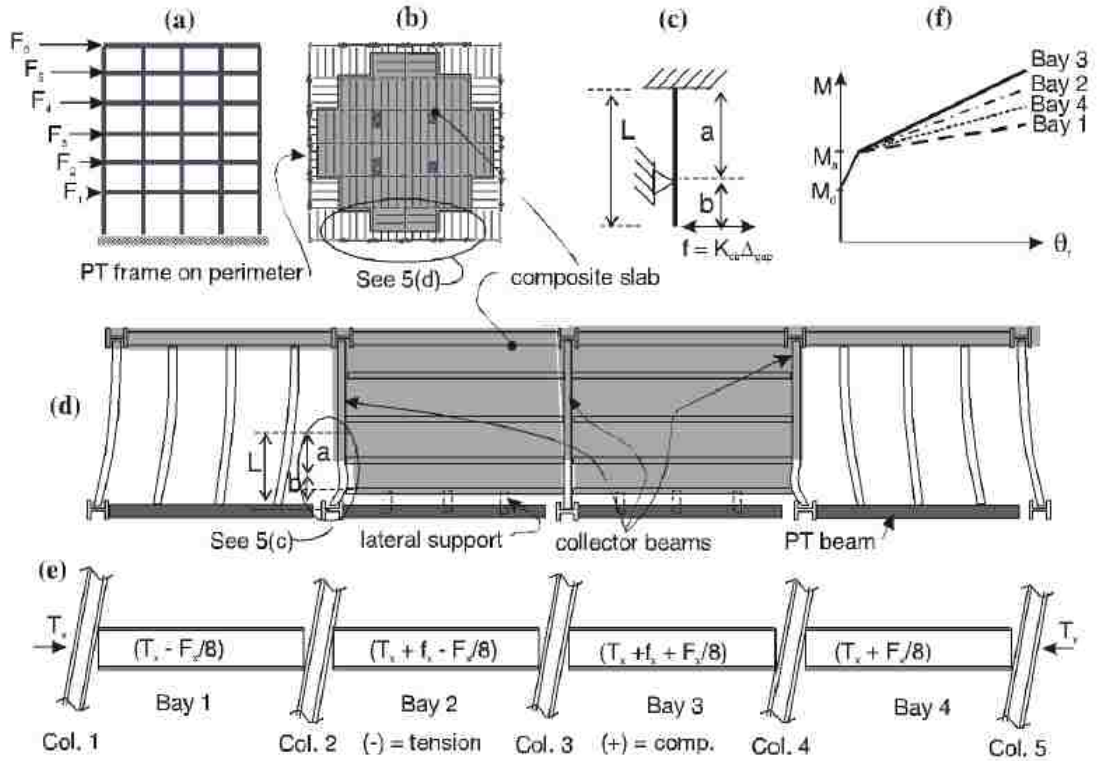 (a)
(b)
(c)
(f)
F₆
F₅
F₄
F₃
F₂
F₁
PT frame on perimeter
See 5(d)
composite slab
L
a
b
f = K Δgap
M
Mₐ
M_d
θᵣ
Bay 3
Bay 2
Bay 4
Bay 1
(d)
L
a
b
See 5(c)
lateral support
collector beams
PT beam
(e)
Tₓ
(Tₓ - Fₓ/8)
(Tₓ + fₓ - Fₓ/8)
(Tₓ +fₓ + Fₓ/8)
(Tₓ + Fₓ/8)
Tₓ
Bay 1
Bay 2
Bay 3
Bay 4
Col. 1
Col. 2
(-) = tension
Col. 3
(+) = comp.
Col. 4
Col. 5